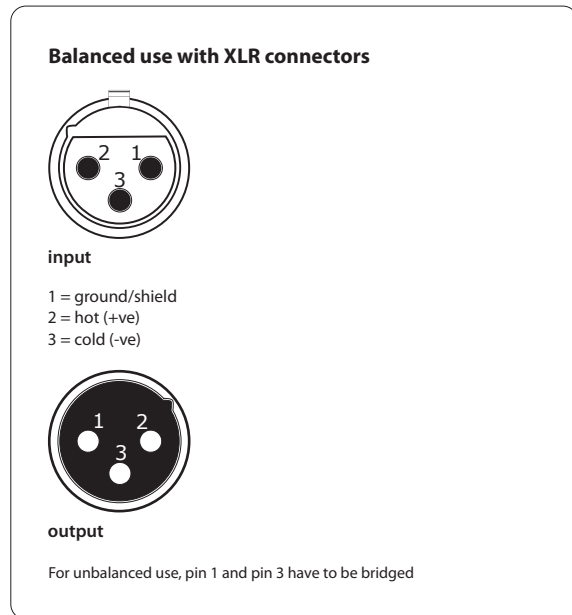 Balanced use with XLR connectors
2 1
3
input
1 = ground/shield
2 = hot (+ve)
3 = cold (-ve)
1 2
3
output
For unbalanced use, pin 1 and pin 3 have to be bridged